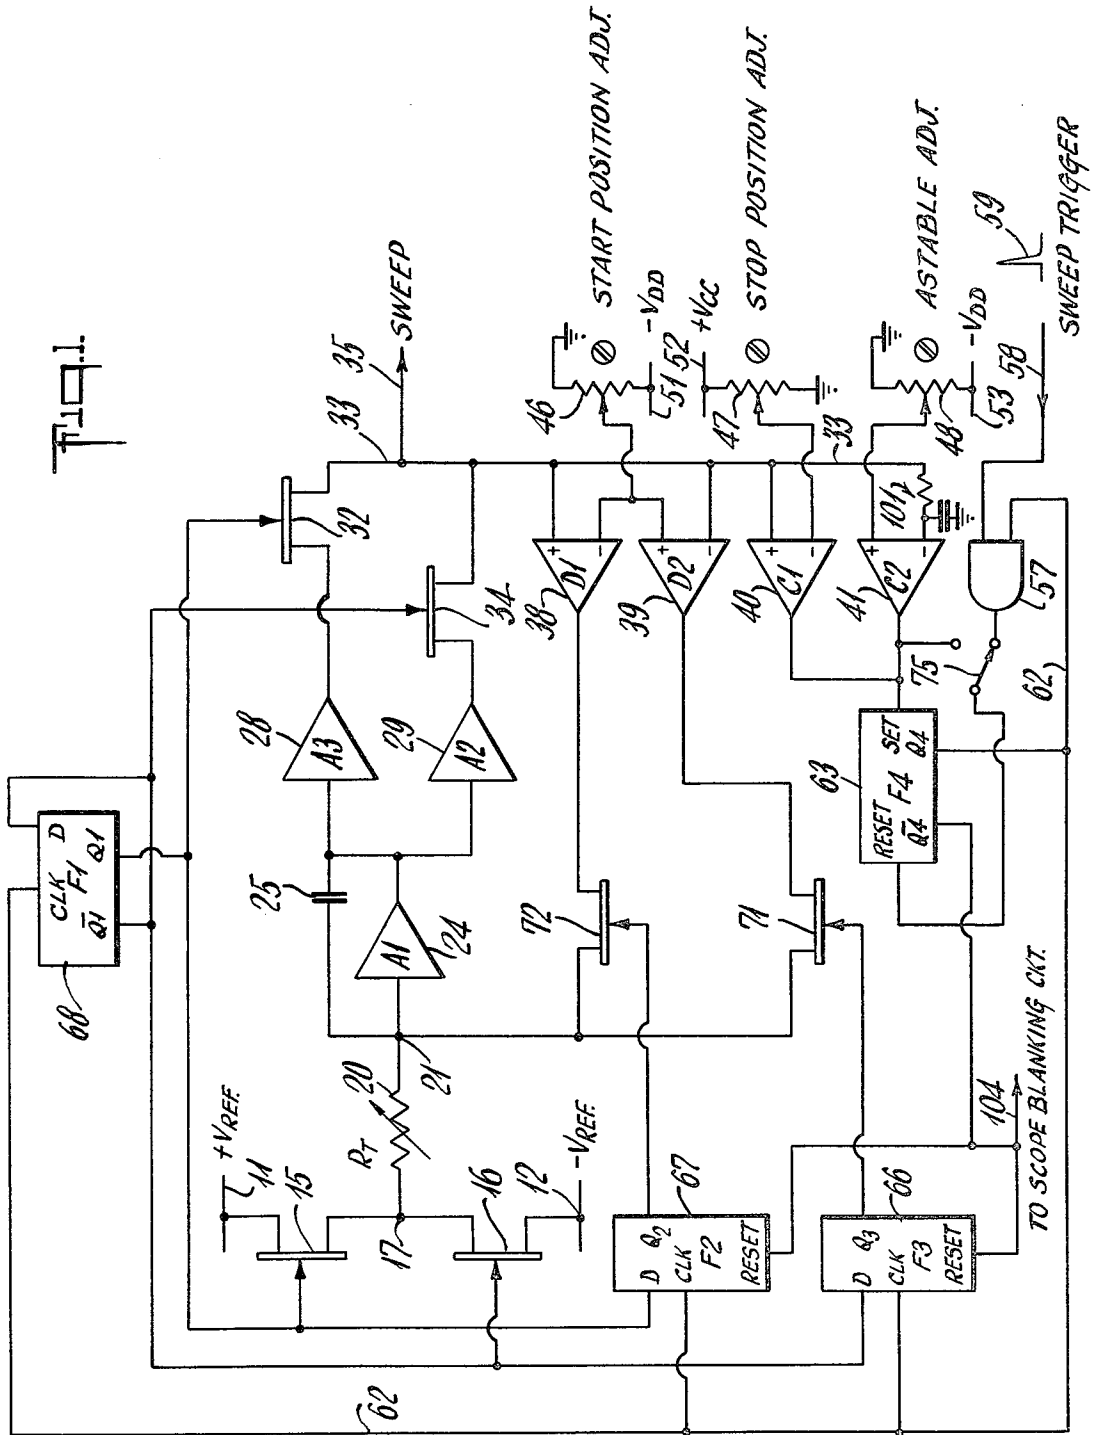 Fig. 1.
68
CLK D
F1
Q̄1 Q1
+VREF.
11
15
17
16
12
-VREF.
RT
20
21
25
A1
24
28
A3
29
A2
32
34
33
35
SWEEP
46
START POSITION ADJ.
-VDD
51
52
+VCC
47
STOP POSITION ADJ.
33
101
48
ASTABLE ADJ.
-VDD
53
58
59
SWEEP TRIGGER
38
+
D1
-
39
+
D2
-
40
+
C1
-
41
+
C2
-
57
75
62
63
RESET SET
F4
Q̄4 Q4
72
71
67
D Q2
CLK
F2
RESET
66
D Q3
CLK
F3
RESET
104
TO SCOPE BLANKING CKT.
62